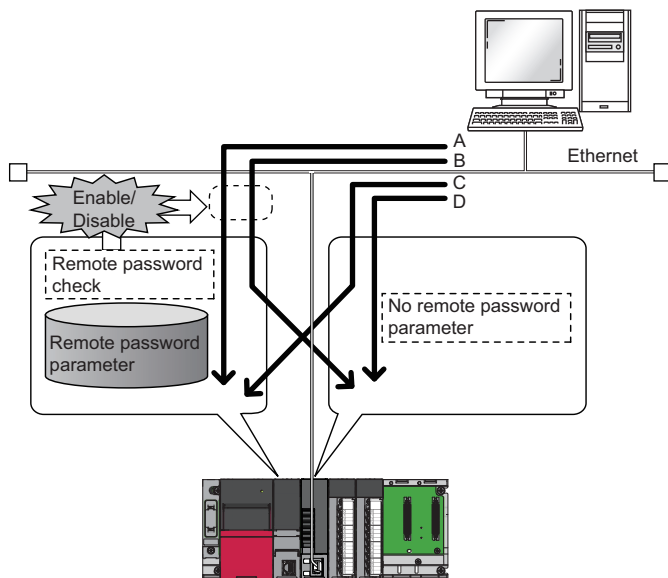 A
B
Ethernet
C
D
Enable/
Disable
Remote password
check
Remote password
parameter
No remote password
parameter